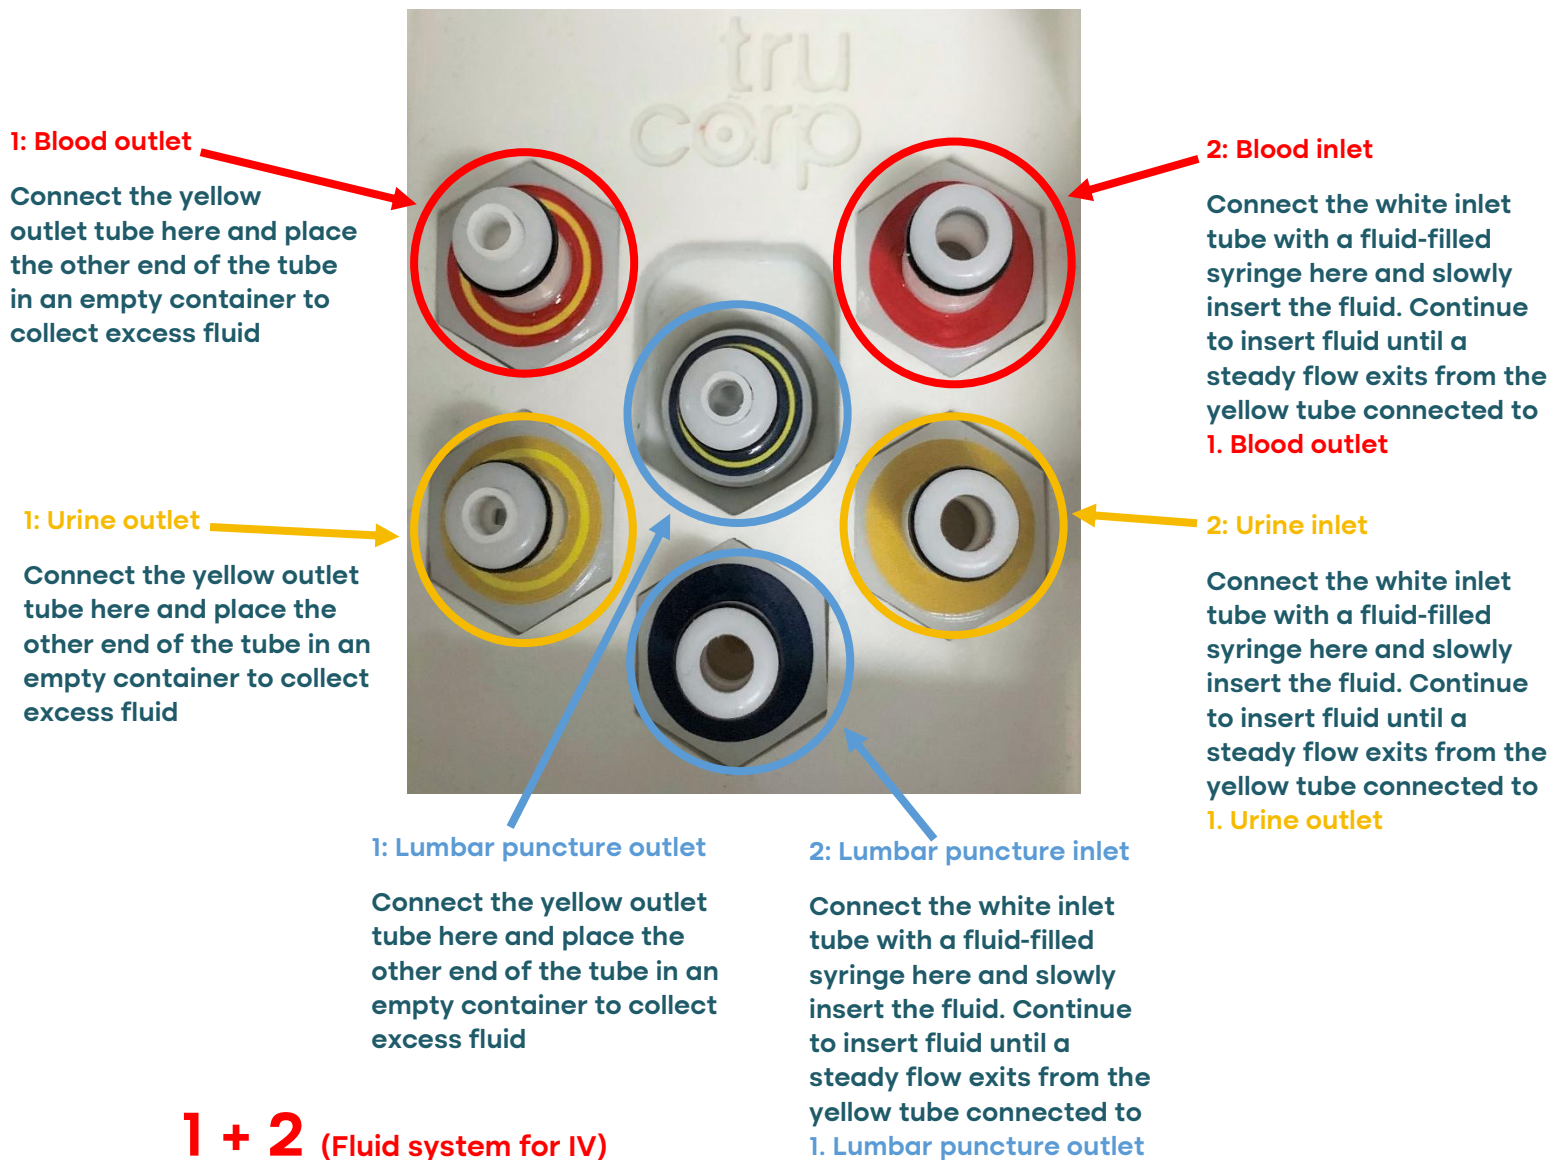 tru
corp
1: Blood outlet
Connect the yellow
outlet tube here and place
the other end of the tube
in an empty container to
collect excess fluid
2: Blood inlet
Connect the white inlet
tube with a fluid-filled
syringe here and slowly
insert the fluid. Continue
to insert fluid until a
steady flow exits from the
yellow tube connected to
1. Blood outlet
1: Urine outlet
Connect the yellow outlet
tube here and place the
other end of the tube in an
empty container to collect
excess fluid
2: Urine inlet
Connect the white inlet
tube with a fluid-filled
syringe here and slowly
insert the fluid. Continue
to insert fluid until a
steady flow exits from the
yellow tube connected to
1. Urine outlet
1: Lumbar puncture outlet
Connect the yellow outlet
tube here and place the
other end of the tube in an
empty container to collect
excess fluid
2: Lumbar puncture inlet
Connect the white inlet
tube with a fluid-filled
syringe here and slowly
insert the fluid. Continue
to insert fluid until a
steady flow exits from the
yellow tube connected to
1. Lumbar puncture outlet
1 + 2 (Fluid system for IV)